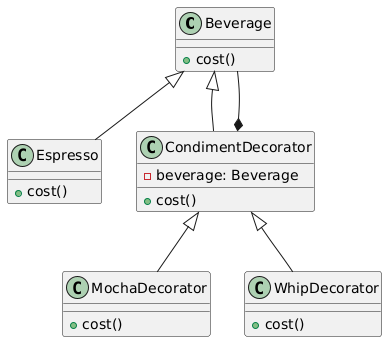 C Beverage
cost()
C Espresso
cost()
C CondimentDecorator
beverage: Beverage
cost()
C MochaDecorator
cost()
C WhipDecorator
cost()